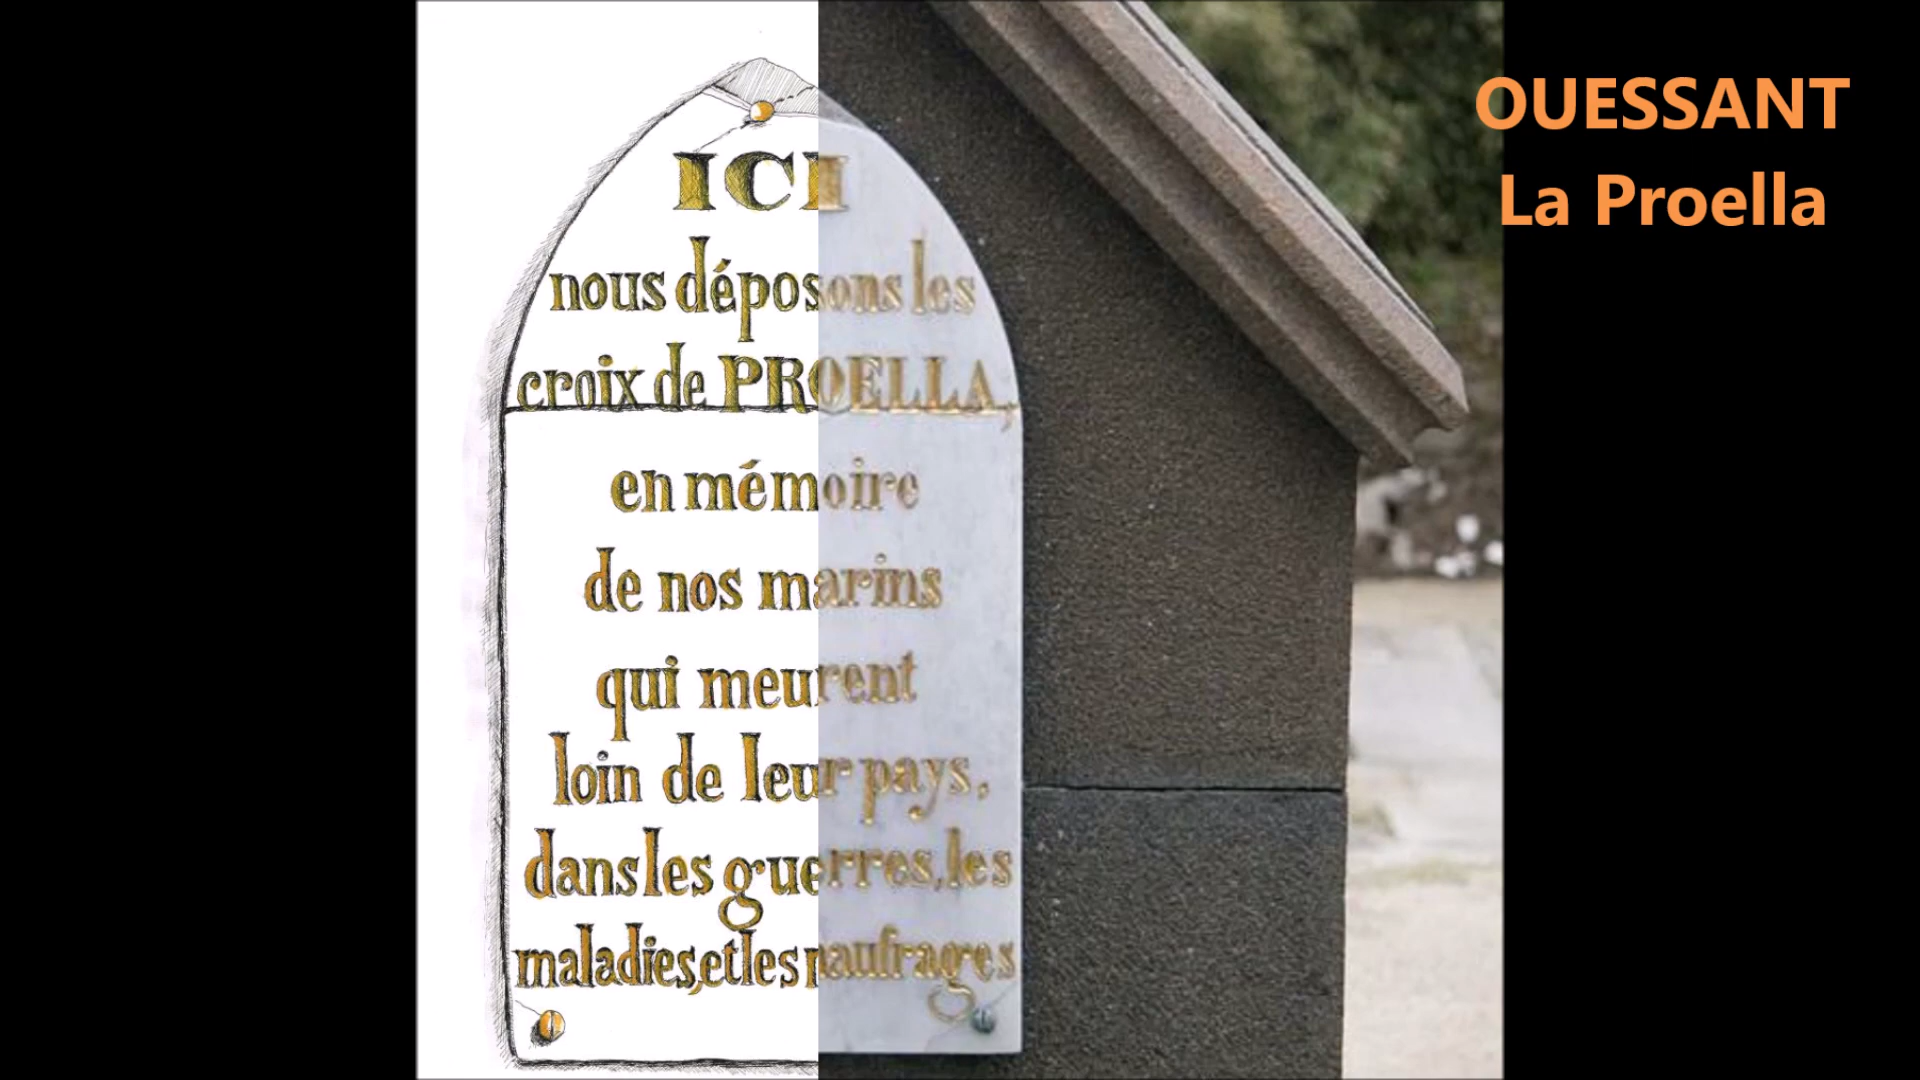 OUESSANT
La Proella
ICI
nous déposons les
croix de PROELLA,
en mémoire
de nos marins
qui meurent
loin de leur pays,
dans les guerres, les
maladies, et les naufrages